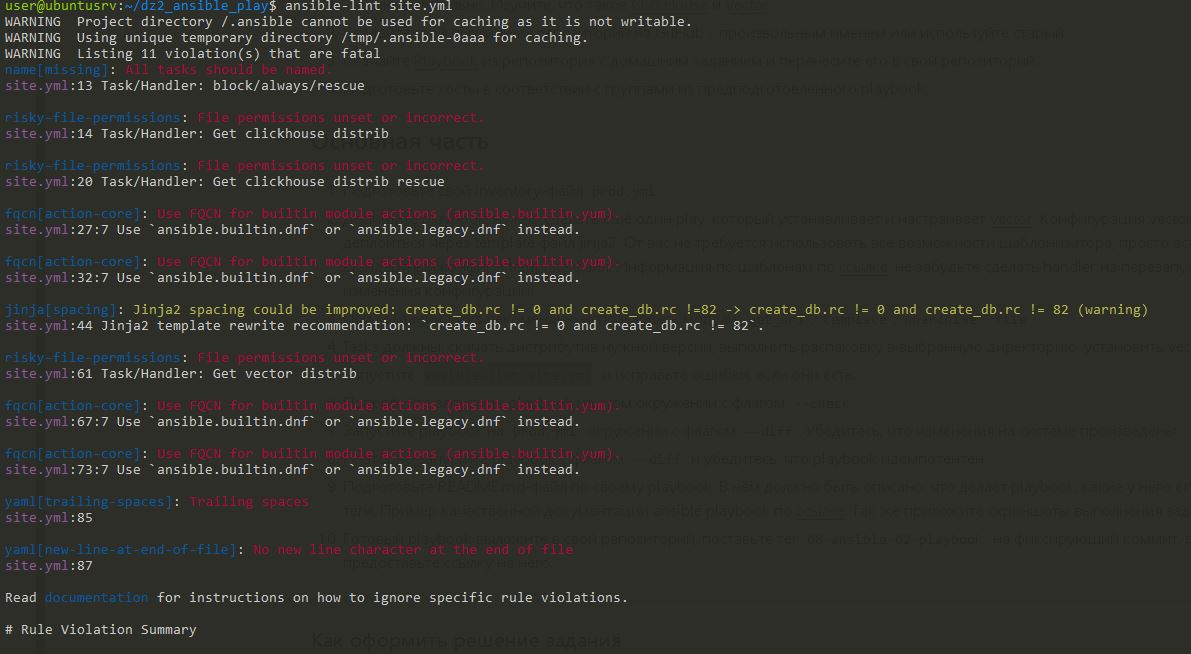 user@ubuntusrv:~/dz2_ansible_play$ ansible-lint site.yml
WARNING  Project directory /.ansible cannot be used for caching as it is not writable.
WARNING  Using unique temporary directory /tmp/.ansible-0aaa for caching.
WARNING  Listing 11 violation(s) that are fatal
name[missing]: All tasks should be named.
site.yml:13 Task/Handler: block/always/rescue
risky-file-permissions: File permissions unset or incorrect.
site.yml:14 Task/Handler: Get clickhouse distrib
Основная часть
risky-file-permissions: File permissions unset or incorrect.
site.yml:20 Task/Handler: Get clickhouse distrib rescue
fqcn[action-core]: Use FQCN for builtin module actions (ansible.builtin.yum).
site.yml:27:7 Use `ansible.builtin.dnf` or `ansible.legacy.dnf` instead.
fqcn[action-core]: Use FQCN for builtin module actions (ansible.builtin.yum).
site.yml:32:7 Use `ansible.builtin.dnf` or `ansible.legacy.dnf` instead.
jinja[spacing]: Jinja2 spacing could be improved: create_db.rc != 0 and create_db.rc !=82 -> create_db.rc != 0 and create_db.rc != 82 (warning)
site.yml:44 Jinja2 template rewrite recommendation: `create_db.rc != 0 and create_db.rc != 82`.
risky-file-permissions: File permissions unset or incorrect.
site.yml:61 Task/Handler: Get vector distrib
fqcn[action-core]: Use FQCN for builtin module actions (ansible.builtin.yum).
site.yml:67:7 Use `ansible.builtin.dnf` or `ansible.legacy.dnf` instead.
fqcn[action-core]: Use FQCN for builtin module actions (ansible.builtin.yum).
site.yml:73:7 Use `ansible.builtin.dnf` or `ansible.legacy.dnf` instead.
yaml[trailing-spaces]: Trailing spaces
site.yml:85
yaml[new-line-at-end-of-file]: No new line character at the end of file
site.yml:87
Read documentation for instructions on how to ignore specific rule violations.
# Rule Violation Summary
Как оформить решение задания